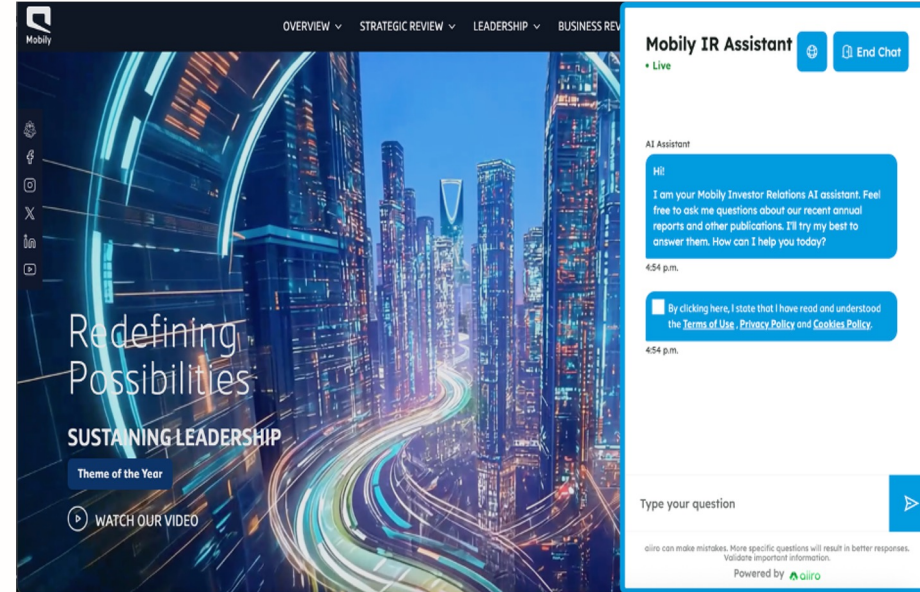 Mobily
OVERVIEW
STRATEGIC REVIEW
LEADERSHIP
BUSINESS REV
Redefining
Possibilities
SUSTAINING LEADERSHIP
Theme of the Year
WATCH OUR VIDEO
Mobily IR Assistant
• Live
End Chat
AI Assistant
Hi!
I am your Mobily Investor Relations AI assistant. Feel
free to ask me questions about our recent annual
reports and other publications. I'll try my best to
answer them. How can I help you today?
4:54 p.m.
By clicking here, I state that I have read and understood
the Terms of Use , Privacy Policy and Cookies Policy.
4:54 p.m.
Type your question
aiiro can make mistakes. More specific questions will result in better responses.
Validate important information.
Powered by aiiro